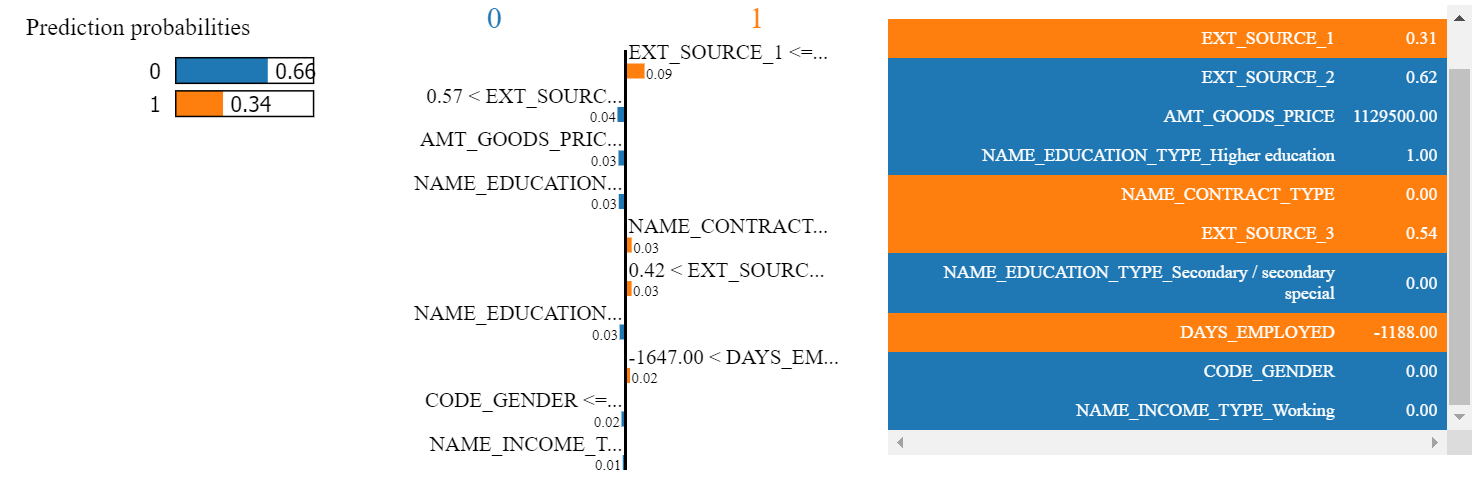 Prediction probabilities
0 0.66
1 0.34
0 1
EXT_SOURCE_1 <=...
0.09
0.57 < EXT_SOURC...
0.04
AMT_GOODS_PRIC...
0.03
NAME_EDUCATION...
0.03
NAME_CONTRACT...
0.03
0.42 < EXT_SOURC...
0.03
NAME_EDUCATION...
0.03
-1647.00 < DAYS_EM...
0.02
CODE_GENDER <=...
0.02
NAME_INCOME_T...
0.01
EXT_SOURCE_1 0.31
EXT_SOURCE_2 0.62
AMT_GOODS_PRICE 1129500.00
NAME_EDUCATION_TYPE_Higher education 1.00
NAME_CONTRACT_TYPE 0.00
EXT_SOURCE_3 0.54
NAME_EDUCATION_TYPE_Secondary / secondary
special 0.00
DAYS_EMPLOYED -1188.00
CODE_GENDER 0.00
NAME_INCOME_TYPE_Working 0.00